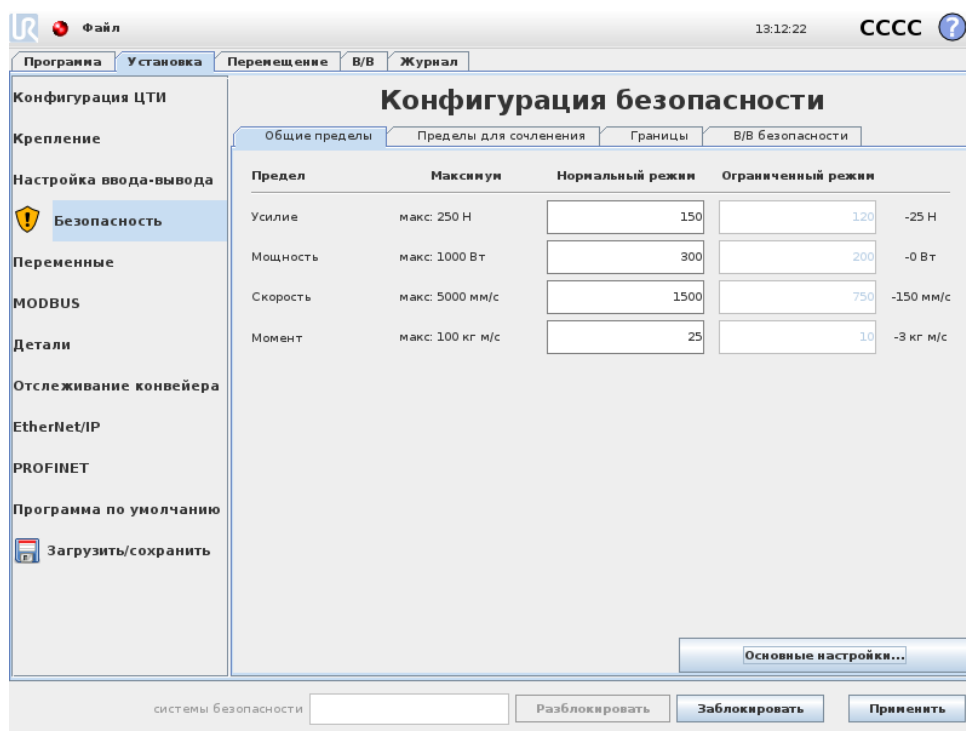 Файл 13:12:22 CCCC ?
Программа Установка Перемещение В/В Журнал
Конфигурация ЦТИ
Крепление
Настройка ввода-вывода
Безопасность
Переменные
MODBUS
Детали
Отслеживание конвейера
EtherNet/IP
PROFINET
Программа по умолчанию
Загрузить/сохранить
Конфигурация безопасности
Общие пределы Пределы для сочленения Границы В/В безопасности
Предел Максимум Нормальный режим Ограниченный режим
Усилие макс: 250 Н 150 120 -25 Н
Мощность макс: 1000 Вт 300 200 -0 Вт
Скорость макс: 5000 мм/с 1500 750 -150 мм/с
Момент макс: 100 кг м/с 25 10 -3 кг м/с
Основные настройки...
системы безопасности Разблокировать Заблокировать Применить